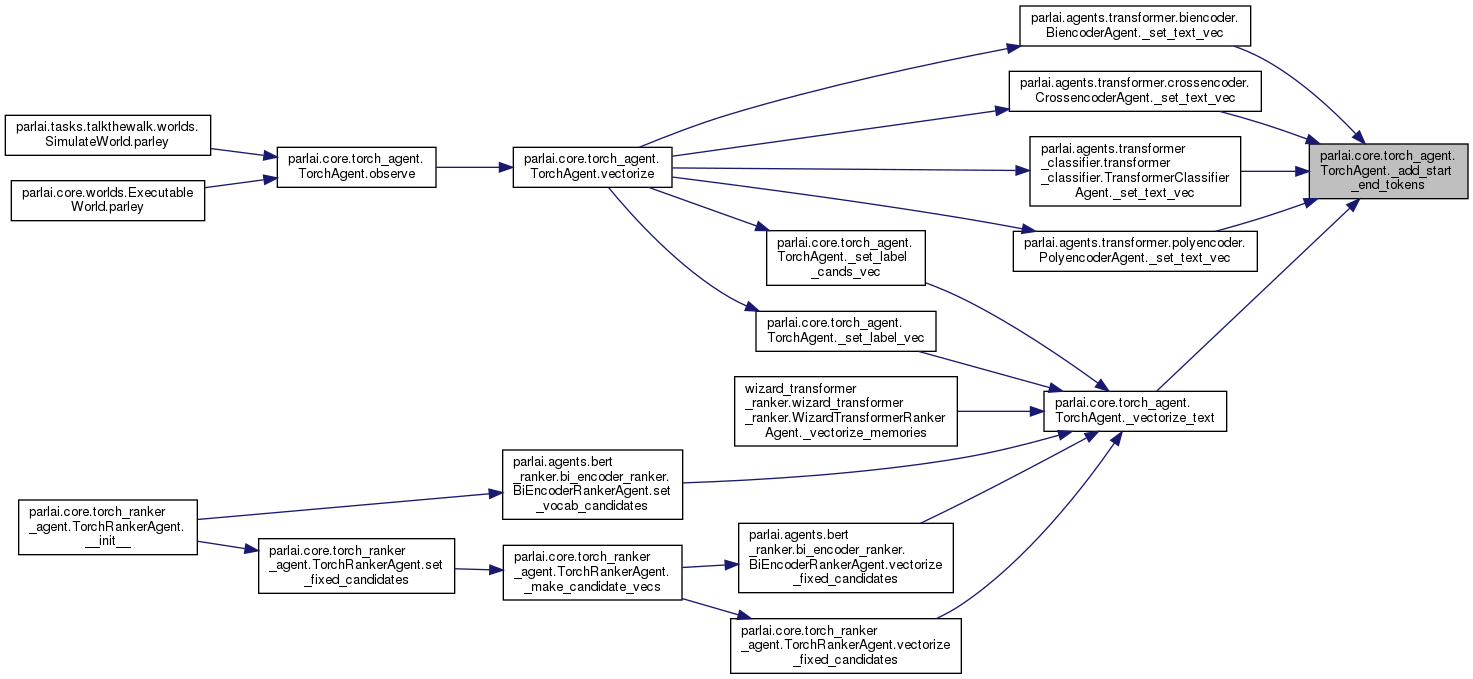 parlai.agents.transformer.biencoder.
BiencoderAgent._set_text_vec
parlai.agents.transformer.crossencoder.
CrossencoderAgent._set_text_vec
parlai.tasks.talkthewalk.worlds.
SimulateWorld.parley
parlai.core.torch_agent.
TorchAgent.observe
parlai.core.torch_agent.
TorchAgent.vectorize
parlai.agents.transformer
_classifier.transformer
_classifier.TransformerClassifier
Agent._set_text_vec
parlai.core.torch_agent.
TorchAgent._add_start
_end_tokens
parlai.core.worlds.Executable
World.parley
parlai.agents.transformer.polyencoder.
PolyencoderAgent._set_text_vec
parlai.core.torch_agent.
TorchAgent._set_label
_cands_vec
parlai.core.torch_agent.
TorchAgent._set_label_vec
wizard_transformer
_ranker.wizard_transformer
_ranker.WizardTransformerRanker
Agent._vectorize_memories
parlai.core.torch_agent.
TorchAgent._vectorize_text
parlai.agents.bert
_ranker.bi_encoder_ranker.
BiEncoderRankerAgent.set
_vocab_candidates
parlai.core.torch_ranker
_agent.TorchRankerAgent.
__init__
parlai.core.torch_ranker
_agent.TorchRankerAgent.set
_fixed_candidates
parlai.core.torch_ranker
_agent.TorchRankerAgent.
_make_candidate_vecs
parlai.agents.bert
_ranker.bi_encoder_ranker.
BiEncoderRankerAgent.vectorize
_fixed_candidates
parlai.core.torch_ranker
_agent.TorchRankerAgent.vectorize
_fixed_candidates